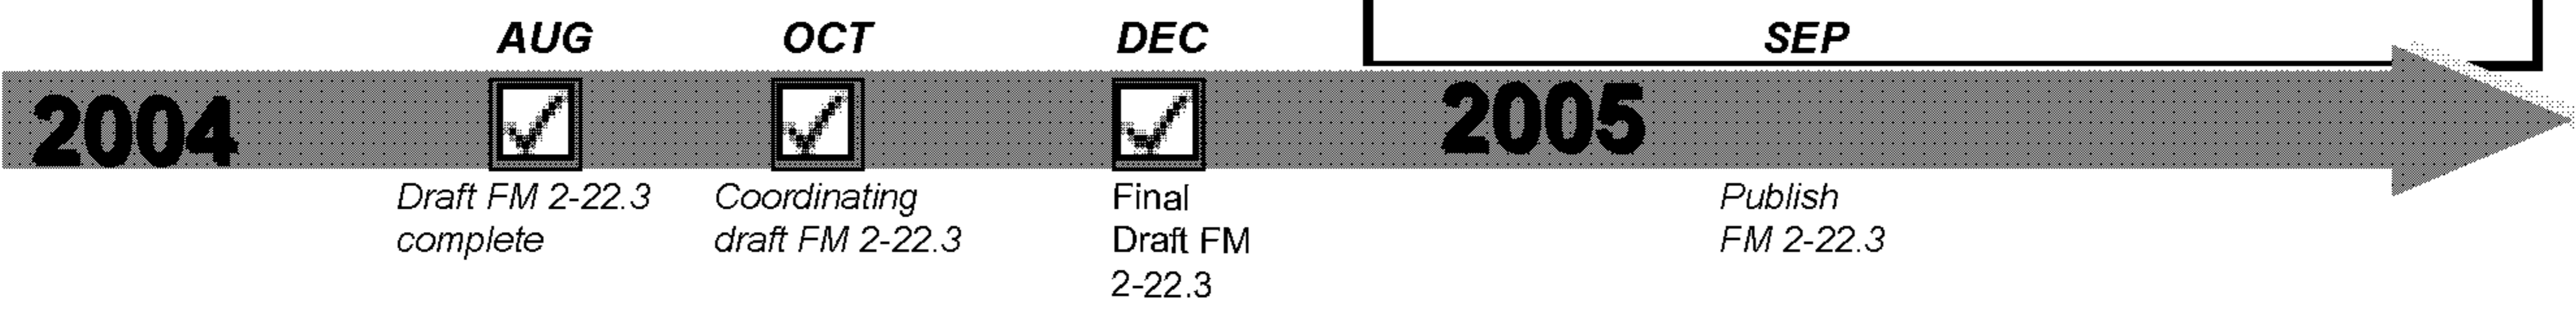 AUG OCT DEC SEP
2004 2005
Draft FM 2-22.3
complete
Coordinating
draft FM 2-22.3
Final
Draft FM
2-22.3
Publish
FM 2-22.3